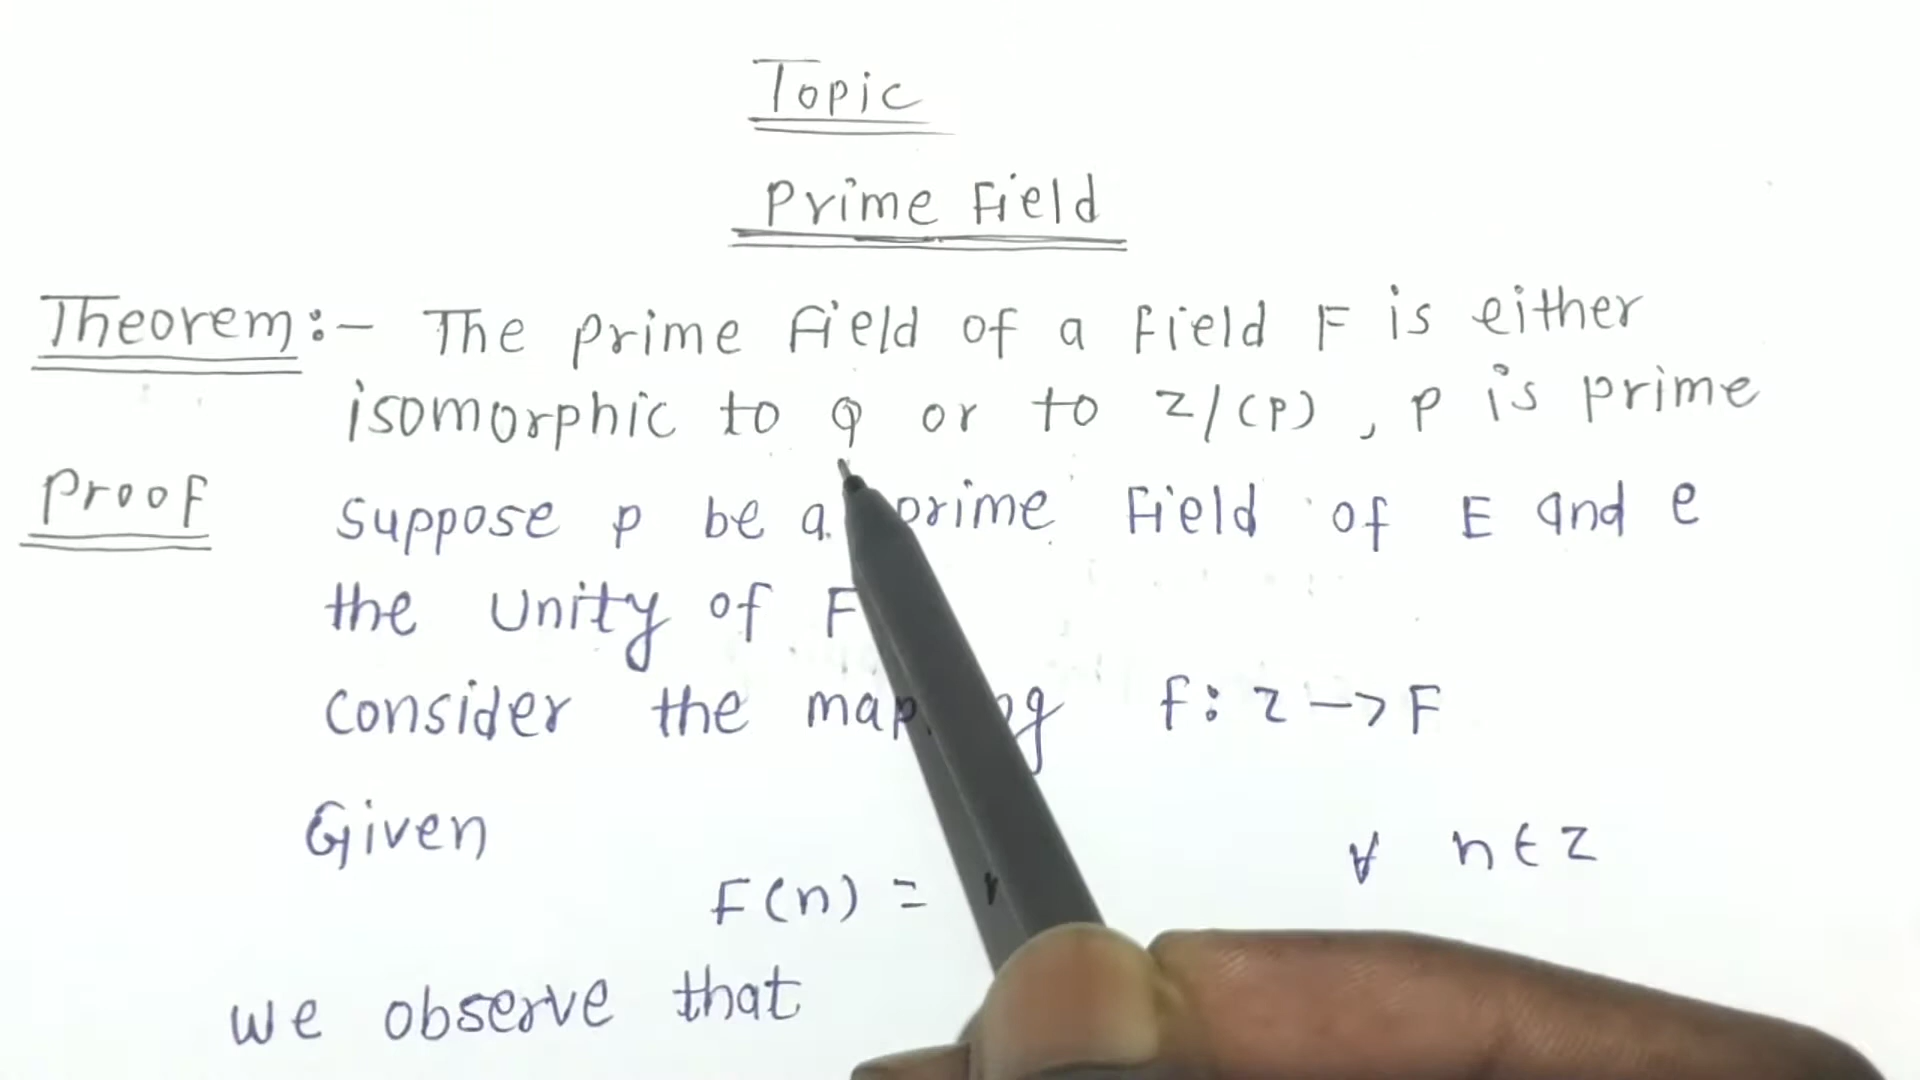 Topic
Prime Field
Theorem:- The prime field of a field F is either
isomorphic to Q or to Z/(P), P is prime
Proof
Suppose p be a prime field of E and e
the unity of F
consider the f: Z → F
Given
F(n) = ∀ n ∈ Z
we observe that